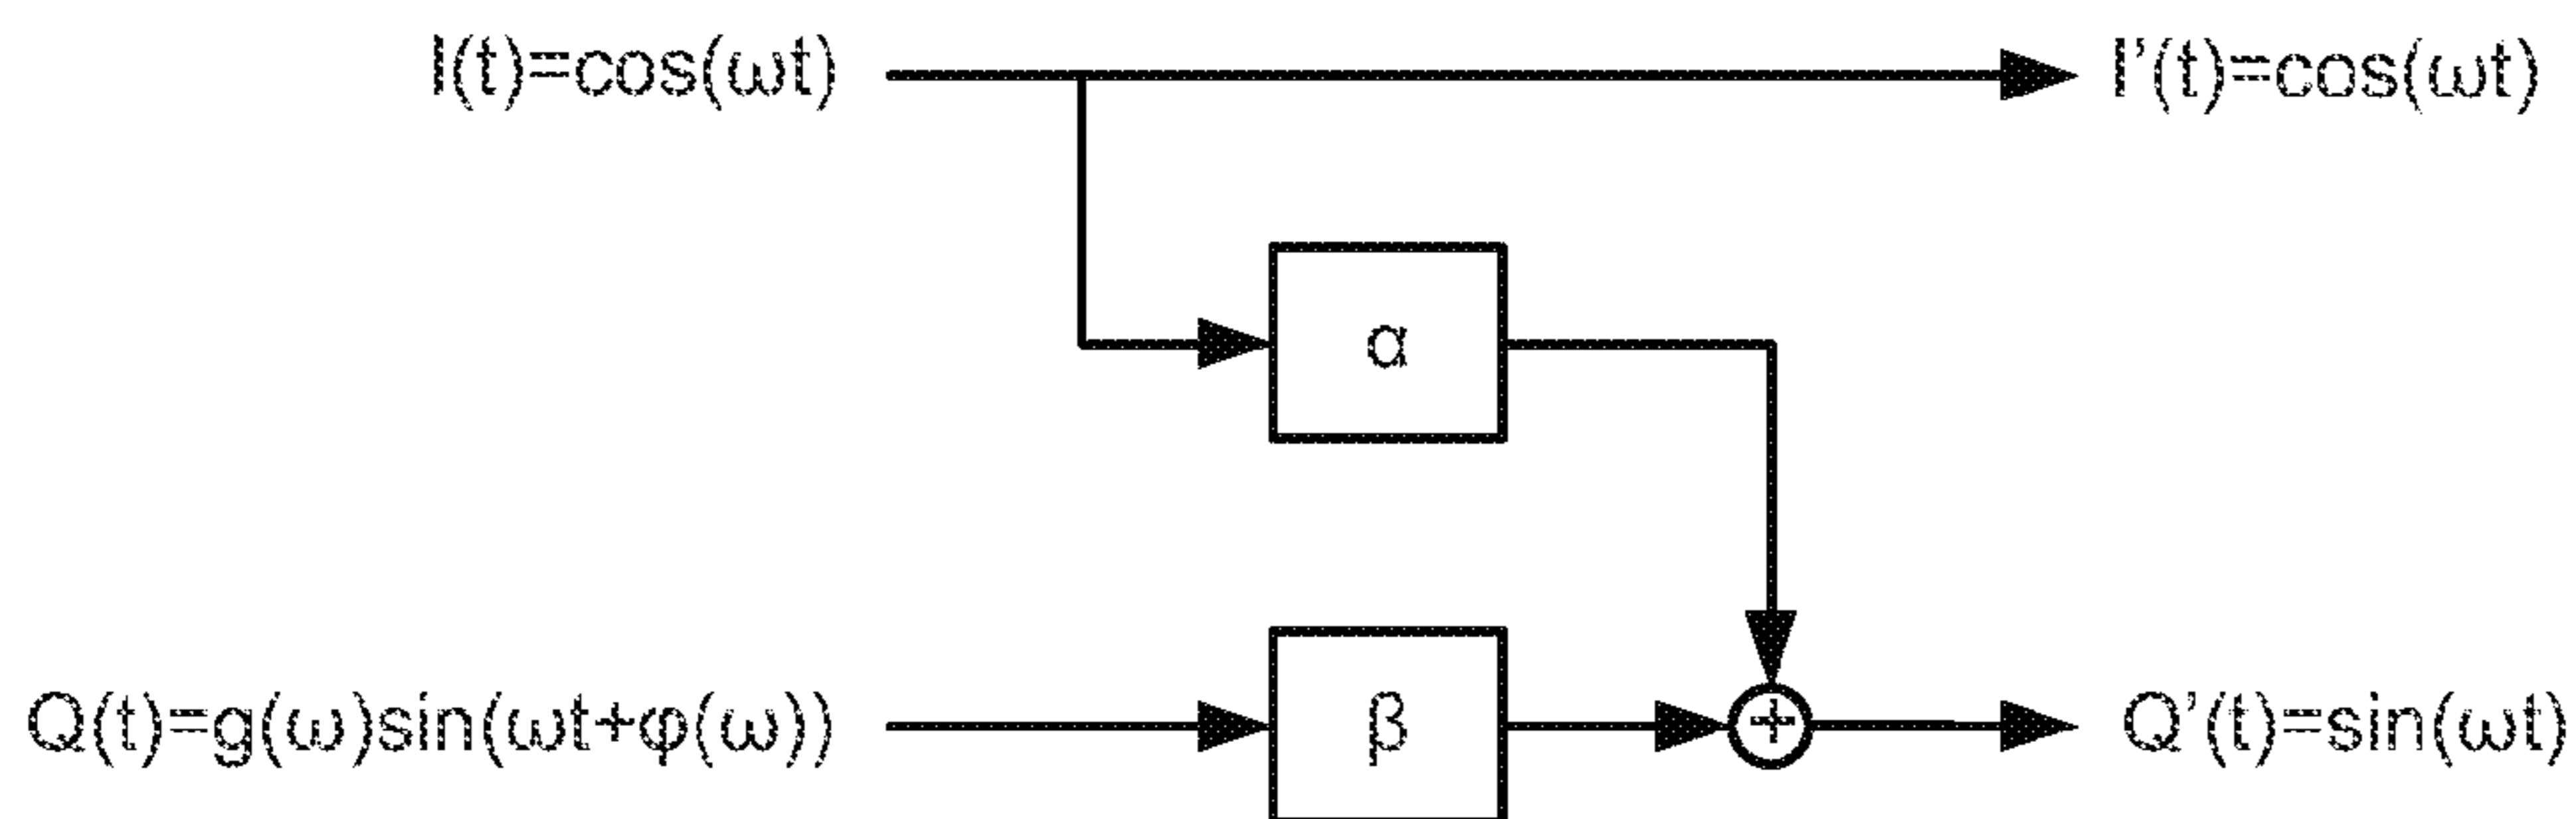 I(t)=cos(ωt)
I’(t)=cos(ωt)
α
Q(t)=g(ω)sin(ωt+φ(ω))
β
+
Q’(t)=sin(ωt)